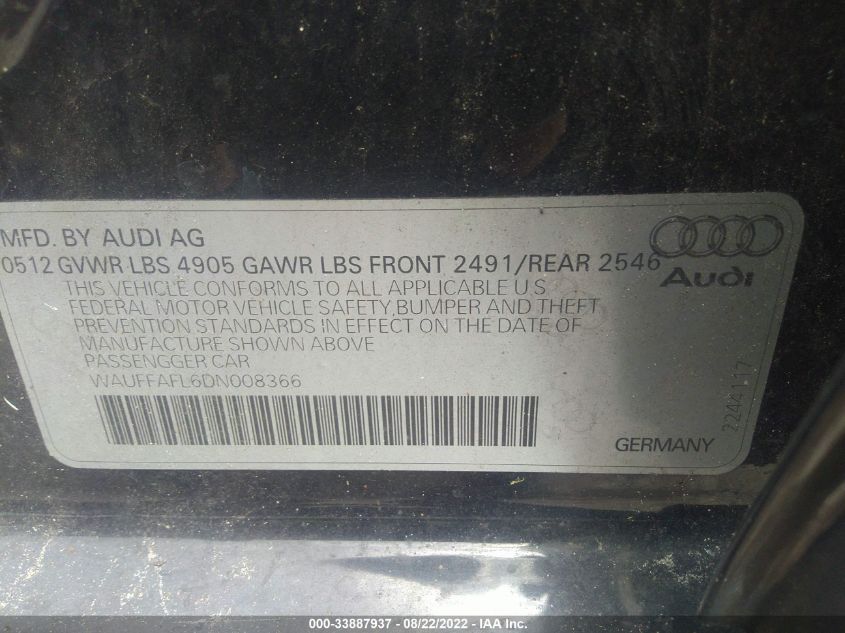 MFD. BY AUDI AG
0512 GVWR LBS 4905 GAWR LBS FRONT 2491/REAR 2546
THIS VEHICLE CONFORMS TO ALL APPLICABLE U.S
FEDERAL MOTOR VEHICLE SAFETY,BUMPER AND THEFT
PREVENTION STANDARDS IN EFFECT ON THE DATE OF
MANUFACTURE SHOWN ABOVE
PASSENGGER CAR
WAUFFAFL6DN008366
Audi
GERMANY
2244117
000-33887937 - 08/22/2022 - IAA Inc.